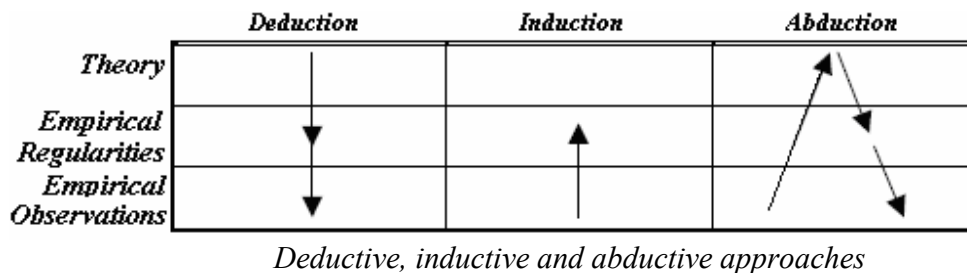 Deduction Induction Abduction
Theory
Empirical
Regularities
Empirical
Observations
Deductive, inductive and abductive approaches